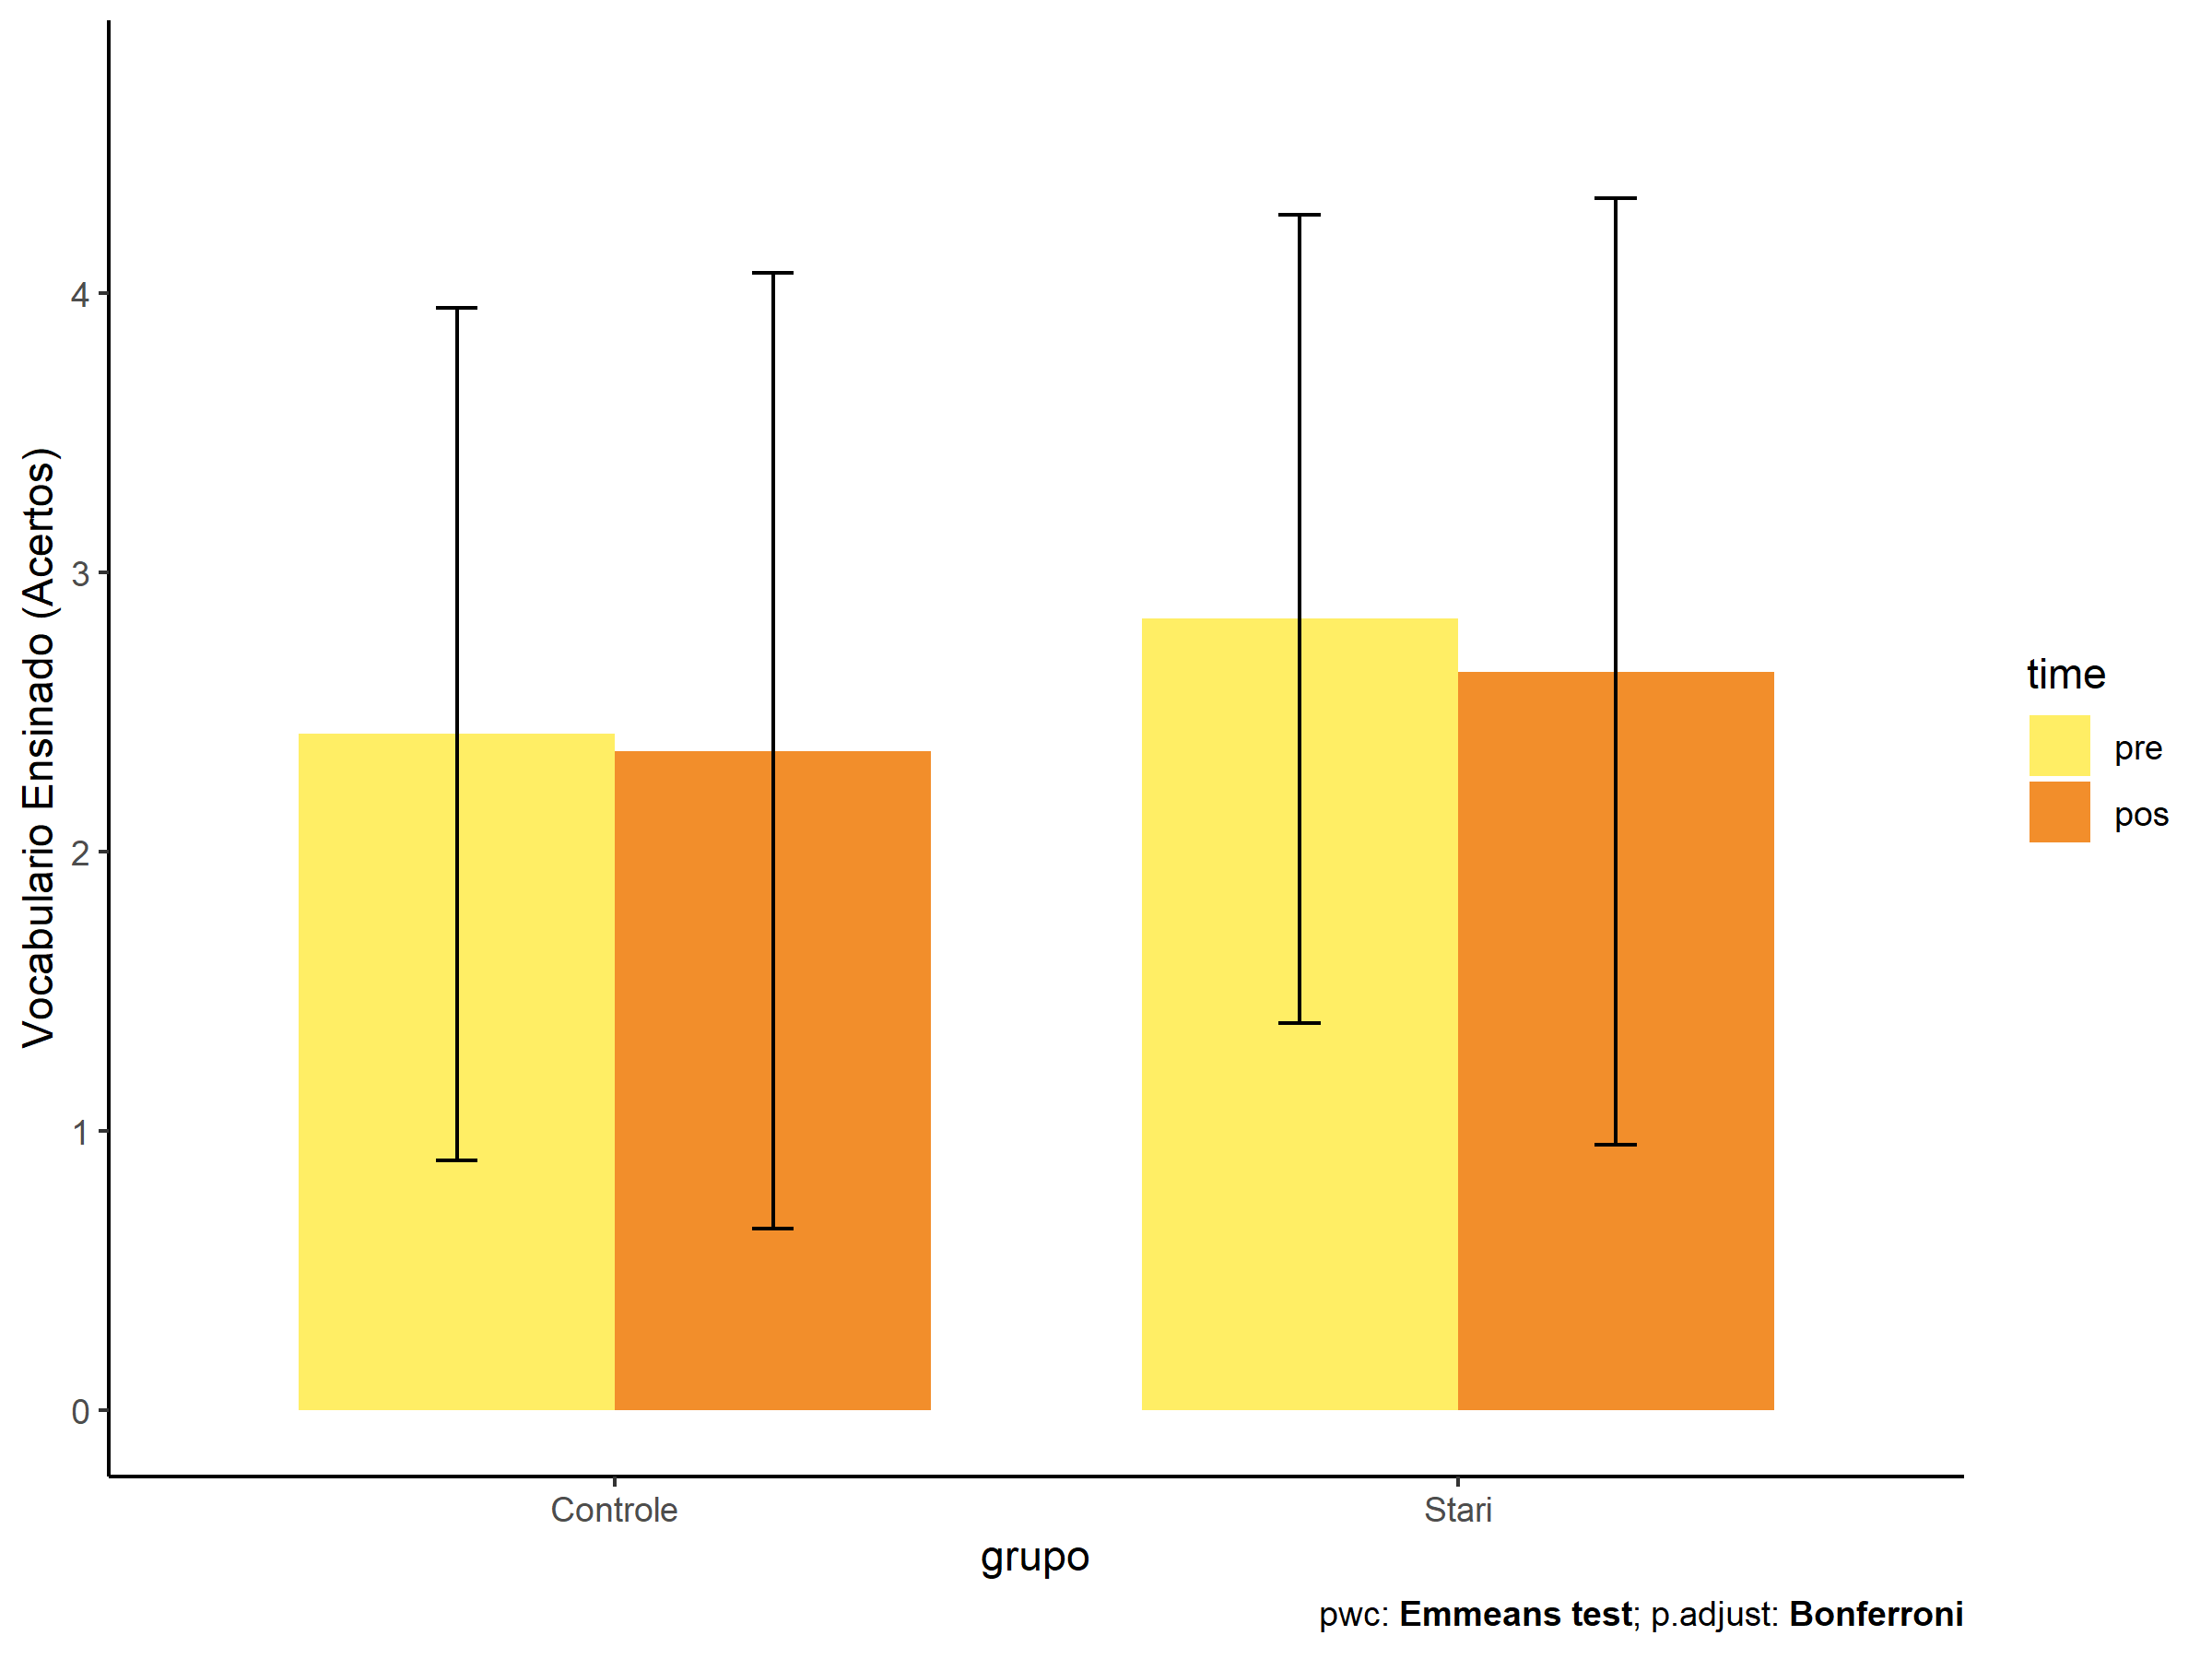 Vocabulario Ensinado (Acertos)
4
3
2
1
0
Controle
Stari
grupo
time
pre
pos
pwc: Emmeans test; p.adjust: Bonferroni